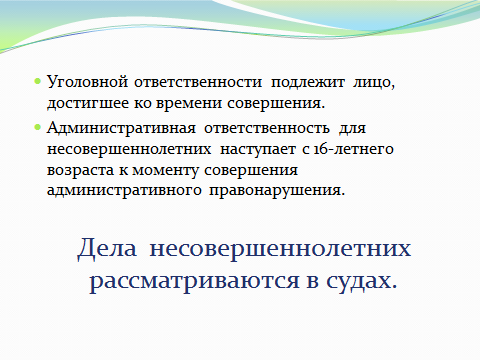 Уголовной ответственности подлежит лицо,
достигшее ко времени совершения.
Административная ответственность для
несовершеннолетних наступает с 16-летнего
возраста к моменту совершения
административного правонарушения.
Дела несовершеннолетних
рассматриваются в судах.